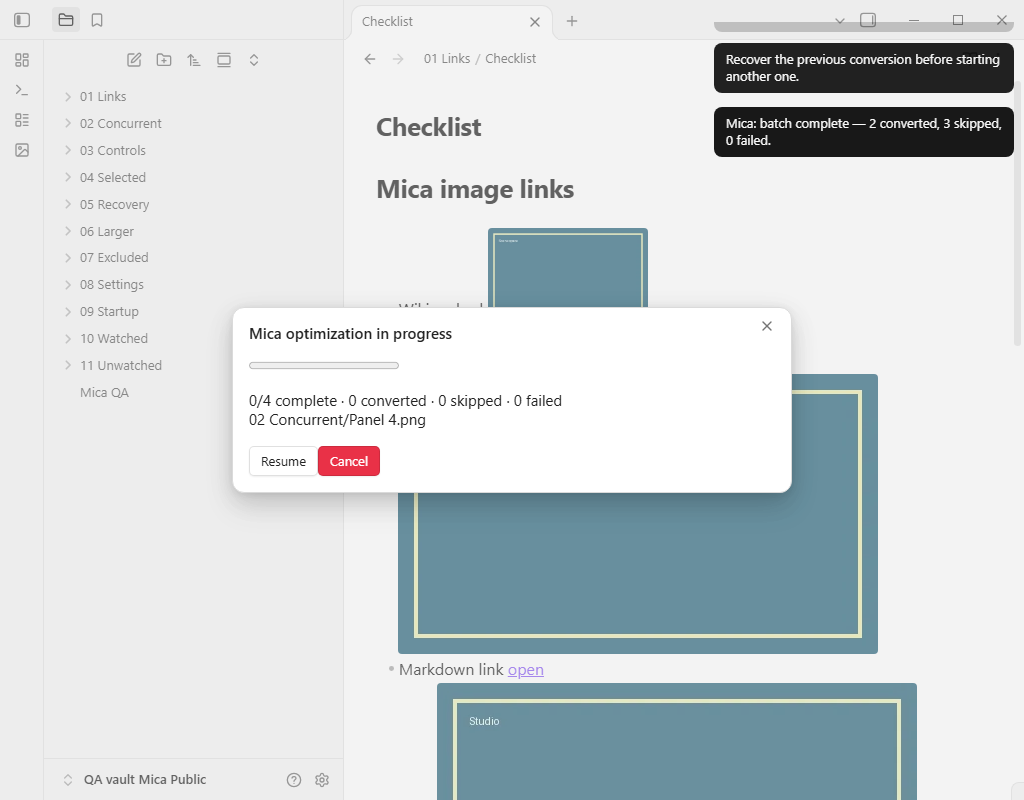 Checklist
01 Links / Checklist
Recover the previous conversion before starting
another one.
Mica: batch complete — 2 converted, 3 skipped,
0 failed.
01 Links
02 Concurrent
03 Controls
04 Selected
05 Recovery
06 Larger
07 Excluded
08 Settings
09 Startup
10 Watched
11 Unwatched
Mica QA
Checklist
Mica image links
Mica optimization in progress
0/4 complete · 0 converted · 0 skipped · 0 failed
02 Concurrent/Panel 4.png
Resume
Cancel
Markdown link open
Studio
QA vault Mica Public